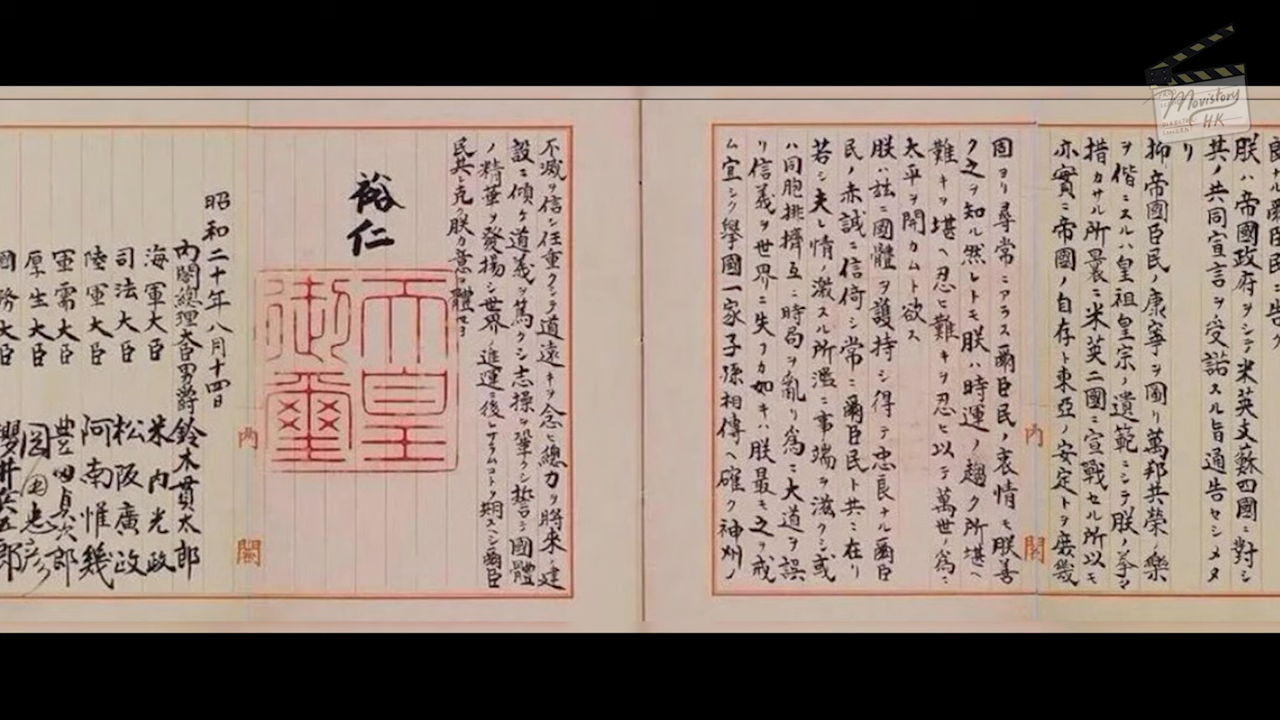 良ナル爾臣民ニ告ク
朕ハ帝國政府ヲシテ米英支蘇四國ニ對シ
其ノ共同宣言ヲ受諾スル旨通告セシメタ
リ
抑帝國臣民ノ康寧ヲ圖リ萬邦共榮ノ樂
ヲ偕ニスルハ皇祖皇宗ノ遺範ニシテ朕ノ拳々
措カサル所曩ニ米英二國ニ宣戰セル所以モ
亦實ニ帝國ノ自存ト東亞ノ安定トヲ庶幾
内閣
固ヨリ尋常ニアラス爾臣民ノ衷情モ朕善
ク之ヲ知ル然レトモ朕ハ時運ノ趨ク所堪ヘ
難キヲ堪ヘ忍ヒ難キヲ忍ヒ以テ萬世ノ爲ニ
太平ヲ開カムト欲ス
朕ハ茲ニ國體ヲ護持シ得テ忠良ナル爾臣
民ノ赤誠ニ信倚シ常ニ爾臣民ト共ニ在リ
若シ夫レ情ノ激スル所濫ニ事端ヲ滋クシ或
ハ同胞排擠互ニ時局ヲ亂リ爲ニ大道ヲ誤
リ信義ヲ世界ニ失フカ如キハ朕最モ之ヲ戒
ム宜シク擧國一家子孫相傳ヘ確ク神州ノ
不滅ヲ信シ任重クシテ道遠キヲ念ヒ總力ヲ將來ノ建
設ニ傾ケ道義ヲ篤クシ志操ヲ鞏クシ誓テ國體
ノ精華ヲ發揚シ世界ノ進運ニ後レサラムコトヲ期スヘシ爾臣
民其レ克ク朕カ意ヲ體セヨ
裕仁
天皇
御璽
内閣
昭和二十年八月十四日
内閣總理大臣男爵 鈴木貫太郎
海軍大臣 米内光政
司法大臣 松阪廣政
陸軍大臣 阿南惟幾
軍需大臣 豊田貞次郎
厚生大臣 岡田忠彦
國務大臣 櫻井兵五郎
Movistory
HK